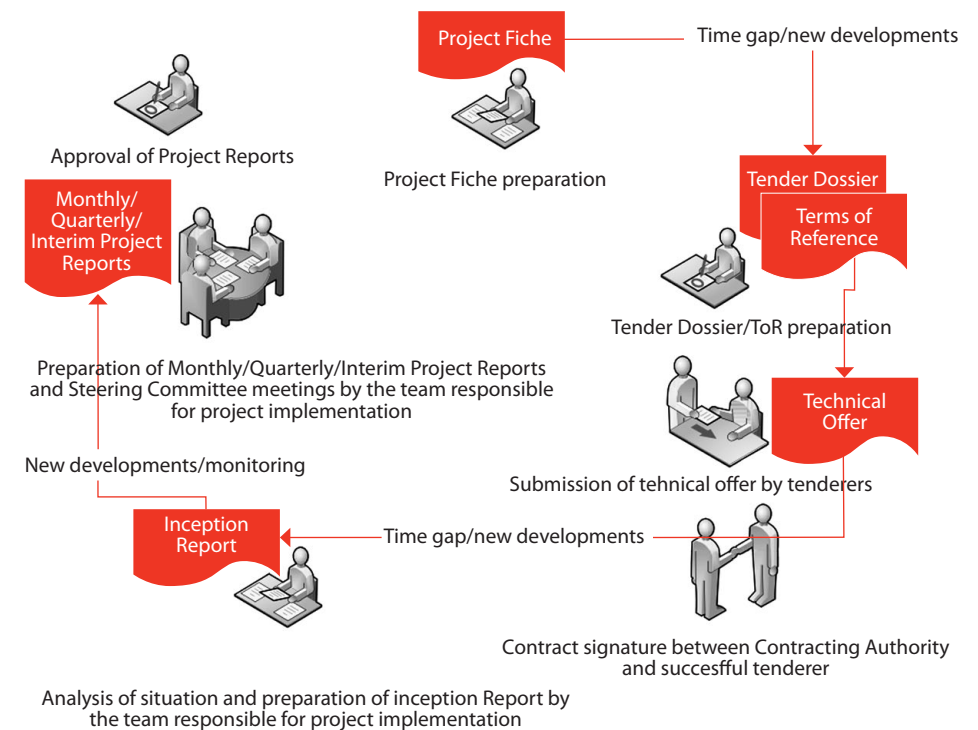 Project Fiche
Time gap/new developments
Project Fiche preparation
Tender Dossier
Terms of
Reference
Tender Dossier/ToR preparation
Technical
Offer
Submission of tehnical offer by tenderers
Contract signature between Contracting Authority
and succesfful tenderer
Time gap/new developments
Inception
Report
Analysis of situation and preparation of inception Report by
the team responsible for project implementation
New developments/monitoring
Monthly/
Quarterly/
Interim Project
Reports
Preparation of Monthly/Quarterly/Interim Project Reports
and Steering Committee meetings by the team responsible
for project implementation
Approval of Project Reports